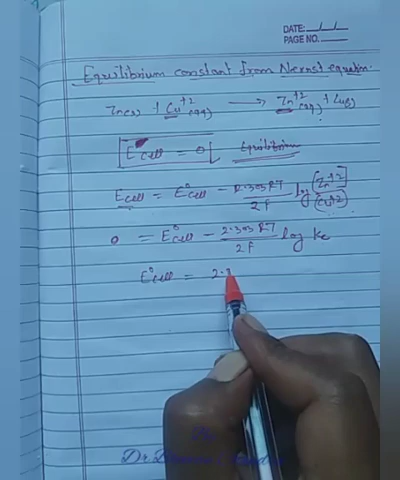 DATE: / /
PAGE NO.
Equilibrium constant from Nernst equation.
Zn(s) + Cu+2(aq) → Zn+2(aq) + Cu(s)
Ecell = 0 Equilibrium
Ecell = E°cell - 2.303RT/2F log [Zn+2]/[Cu+2]
0 = E°cell - 2.303RT/2F log Kc
E°cell = 2.3
By
Dr.